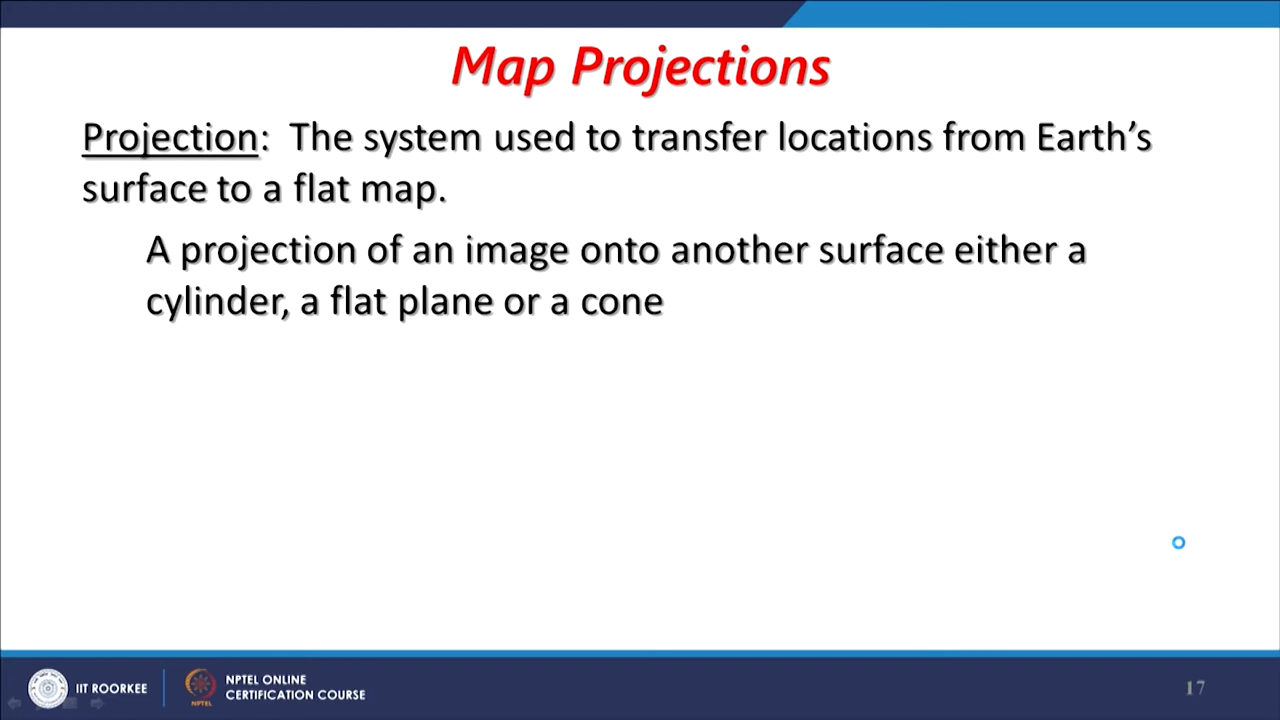 Map Projections
Projection:  The system used to transfer locations from Earth’s
surface to a flat map.
A projection of an image onto another surface either a
cylinder, a flat plane or a cone
IIT ROORKEE
NPTEL ONLINE
CERTIFICATION COURSE
NPTEL
17